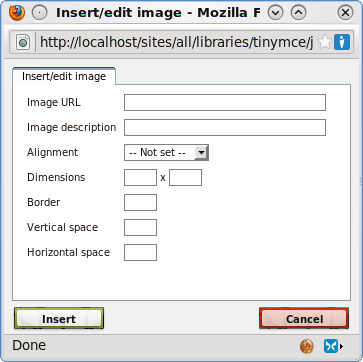 Insert/edit image - Mozilla F
http://localhost/sites/all/libraries/tinymce/j
Insert/edit image
Image URL
Image description
Alignment -- Not set --
Dimensions x
Border
Vertical space
Horizontal space
Insert Cancel
Done